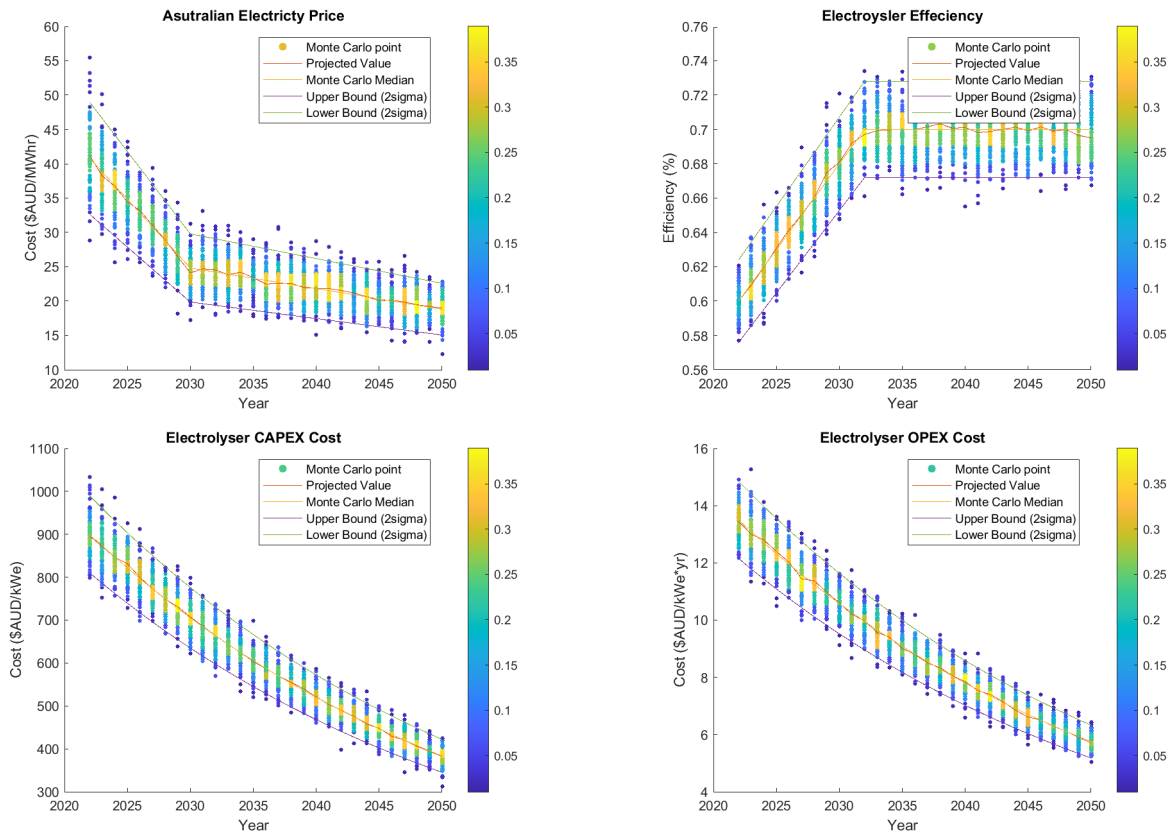 Asutralian Electricty Price
60
55
50
45
40
35
30
25
20
15
10
Cost ($AUD/MWhr)
2020 2025 2030 2035 2040 2045 2050
Year
Monte Carlo point
Projected Value
Monte Carlo Median
Upper Bound (2sigma)
Lower Bound (2sigma)
0.35
0.3
0.25
0.2
0.15
0.1
0.05
Electroysler Effeciency
0.76
0.74
0.72
0.7
0.68
0.66
0.64
0.62
0.6
0.58
0.56
Efficiency (%)
2020 2025 2030 2035 2040 2045 2050
Year
Monte Carlo point
Projected Value
Monte Carlo Median
Upper Bound (2sigma)
Lower Bound (2sigma)
0.35
0.3
0.25
0.2
0.15
0.1
0.05
Electrolyser CAPEX Cost
1100
1000
900
800
700
600
500
400
300
Cost ($AUD/kWe)
2020 2025 2030 2035 2040 2045 2050
Year
Monte Carlo point
Projected Value
Monte Carlo Median
Upper Bound (2sigma)
Lower Bound (2sigma)
0.35
0.3
0.25
0.2
0.15
0.1
0.05
Electrolyser OPEX Cost
16
14
12
10
8
6
4
Cost ($AUD/kWe*yr)
2020 2025 2030 2035 2040 2045 2050
Year
Monte Carlo point
Projected Value
Monte Carlo Median
Upper Bound (2sigma)
Lower Bound (2sigma)
0.35
0.3
0.25
0.2
0.15
0.1
0.05